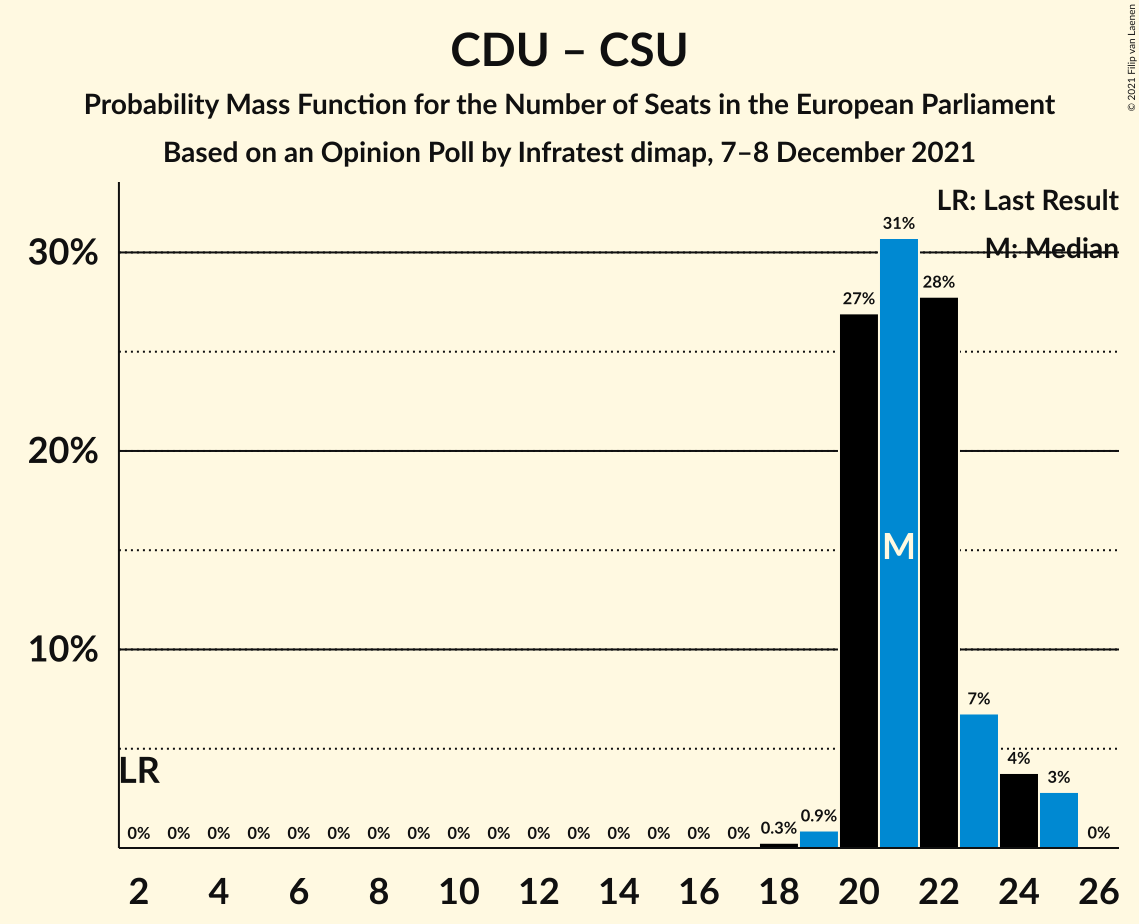 CDU – CSU
Probability Mass Function for the Number of Seats in the European Parliament
Based on an Opinion Poll by Infratest dimap, 7–8 December 2021
© 2021 Filip van Laenen
LR: Last Result
M: Median
30%
20%
10%
31%
27%
28%
M
7%
4%
3%
LR
0% 0% 0% 0% 0% 0% 0% 0% 0% 0% 0% 0% 0% 0% 0% 0% 0.3% 0.9% 0%
2 4 6 8 10 12 14 16 18 20 22 24 26